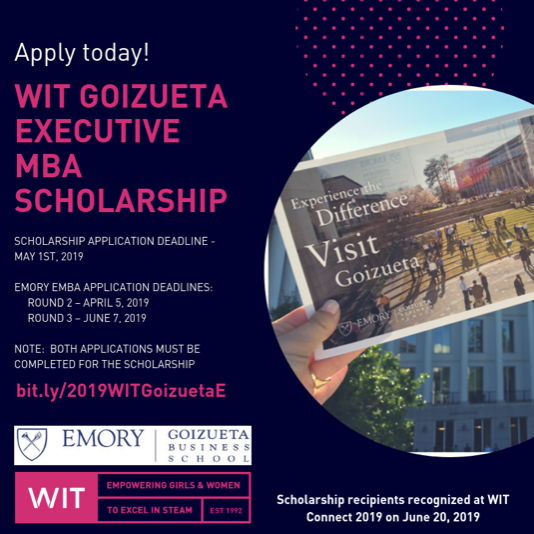 Apply today!
WIT GOIZUETA
EXECUTIVE
MBA
SCHOLARSHIP
SCHOLARSHIP APPLICATION DEADLINE -
MAY 1ST, 2019
EMORY EMBA APPLICATION DEADLINES:
ROUND 2 – APRIL 5, 2019
ROUND 3 – JUNE 7, 2019
NOTE: BOTH APPLICATIONS MUST BE
COMPLETED FOR THE SCHOLARSHIP
bit.ly/2019WITGoizuetaE
EMORY
GOIZUETA
BUSINESS
SCHOOL
WIT
EMPOWERING GIRLS & WOMEN
TO EXCEL IN STEAM
EST 1992
EMORY
Experience the
Difference
Visit
Goizueta
EMORY
GOIZUETA
BUSINESS
Scholarship recipients recognized at WIT
Connect 2019 on June 20, 2019